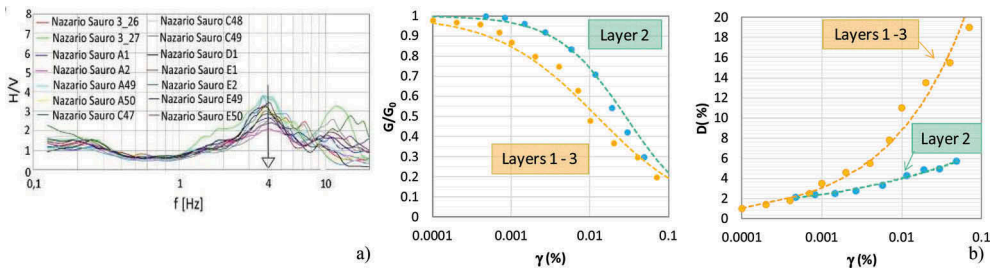 Nazario Sauro 3_26
Nazario Sauro 3_27
Nazario Sauro A1
Nazario Sauro A2
Nazario Sauro A49
Nazario Sauro A50
Nazario Sauro C47
Nazario Sauro C48
Nazario Sauro C49
Nazario Sauro D1
Nazario Sauro E1
Nazario Sauro E2
Nazario Sauro E49
Nazario Sauro E50
H/V
8
7
6
5
4
3
2
1
0
0,1
1
4
10
f [Hz]
a)
G/G0
1
0.9
0.8
0.7
0.6
0.5
0.4
0.3
0.2
0.1
0
Layer 2
Layers 1 - 3
0.0001
0.001
0.01
0.1
γ (%)
D(%)
20
18
16
14
12
10
8
6
4
2
0
Layers 1 -3
Layer 2
0.0001
0.001
0.01
0.1
γ (%)
b)